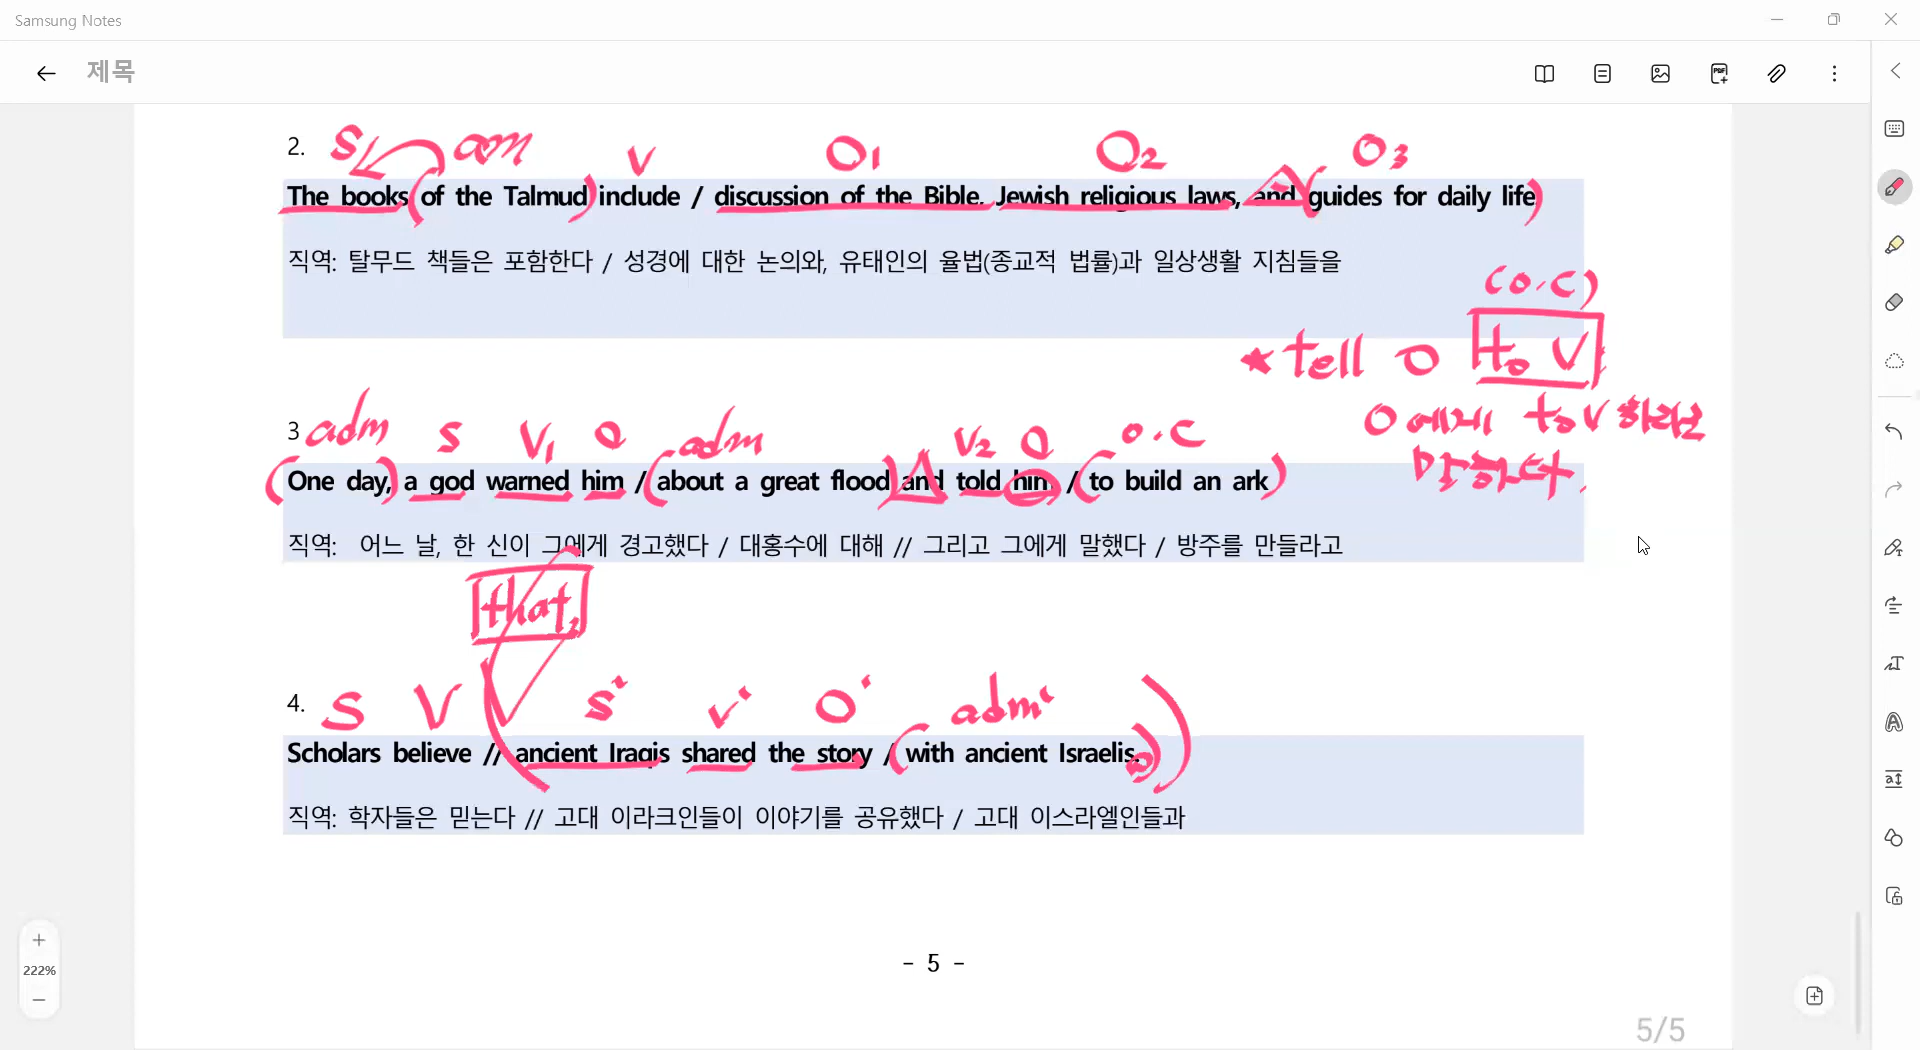 Samsung Notes
제목
2. S am V O1 O2 O3
The books (of the Talmud) include / discussion of the Bible, Jewish religious laws, and guides for daily life)
직역: 탈무드 책들은 포함한다 / 성경에 대한 논의와, 유태인의 율법(종교적 법률)과 일상생활 지침들을
(O.C)
*tell O to V
O에게 to V 하라고
말하다.
3 adm S V1 O adm V2 O O.C
(One day,) a god warned him / (about a great flood) and told him / (to build an ark)
직역: 어느 날, 한 신이 그에게 경고했다 / 대홍수에 대해 // 그리고 그에게 말했다 / 방주를 만들라고
that
4. S V S' V' O' adm'
Scholars believe // (ancient Iraqis shared the story / (with ancient Israelis.))
직역: 학자들은 믿는다 // 고대 이라크인들이 이야기를 공유했다 / 고대 이스라엘인들과
222%
- 5 -
5/5